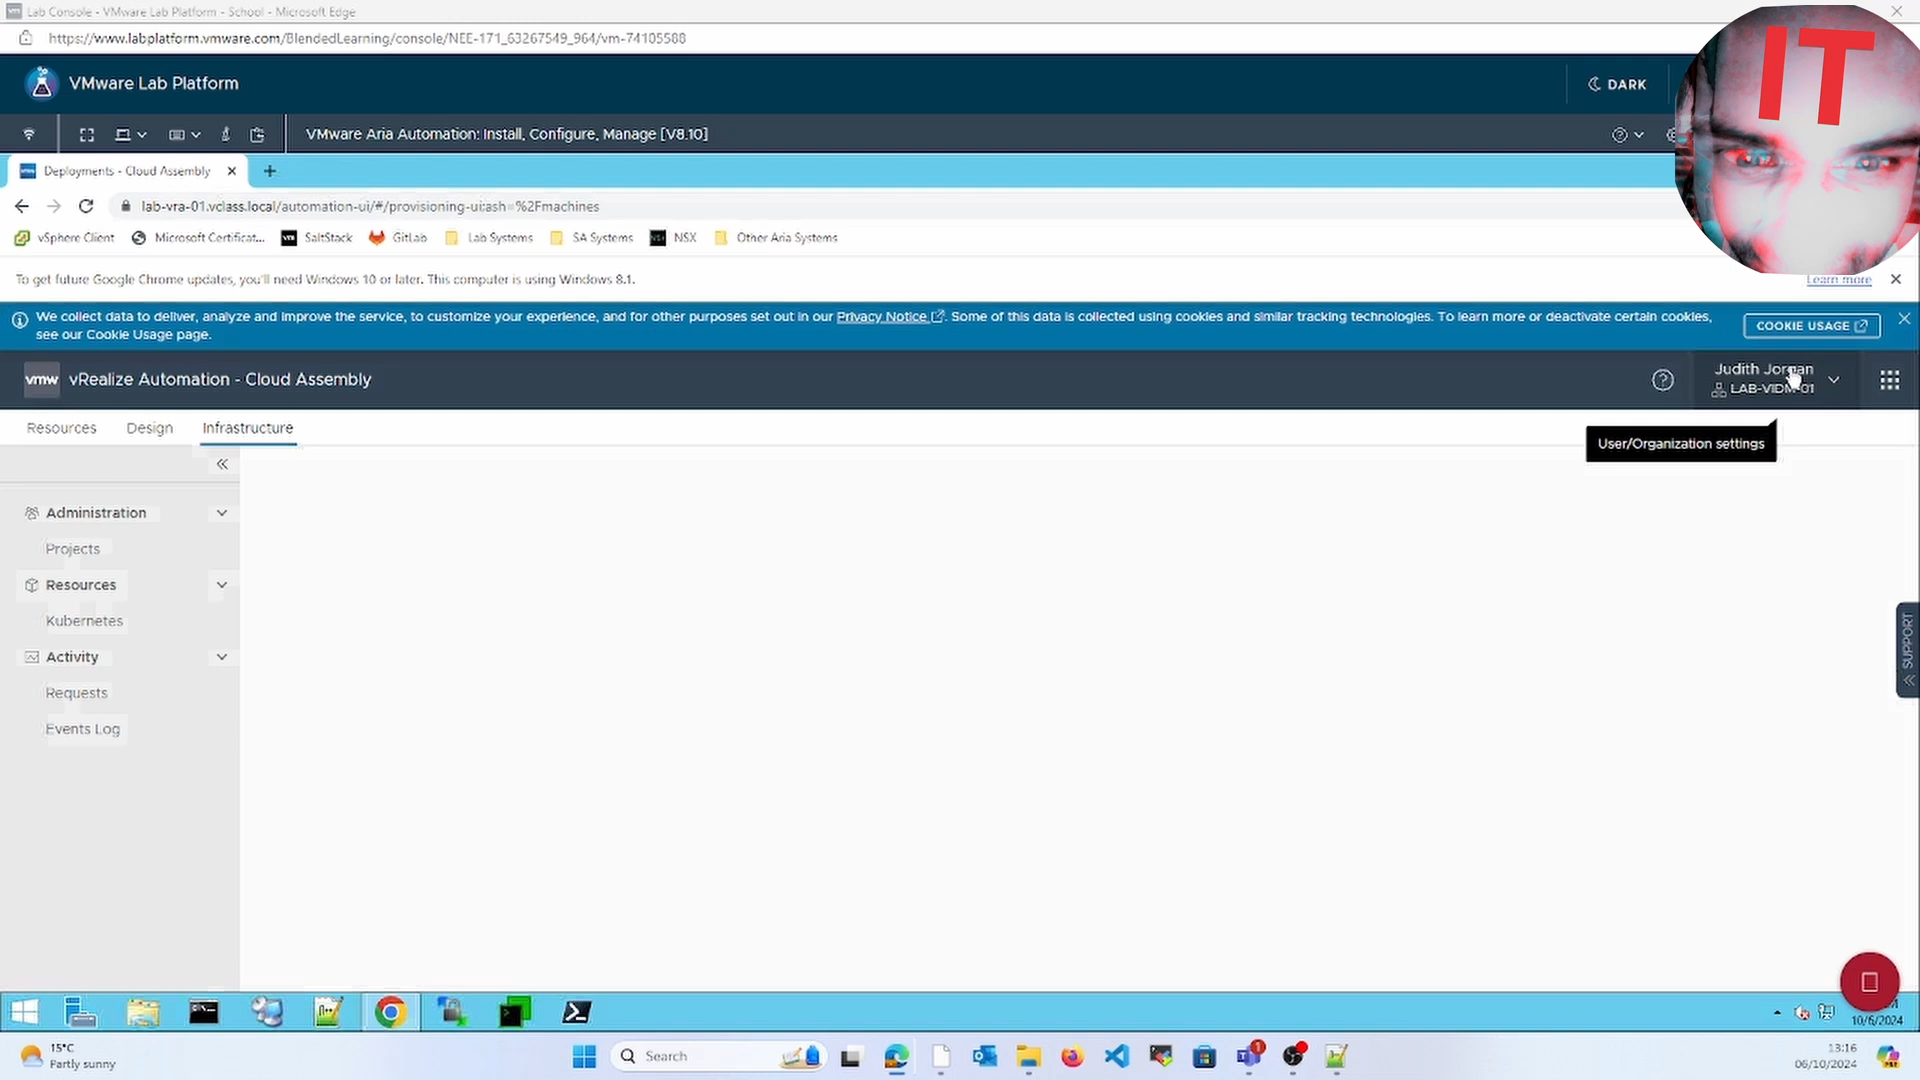 Lab Console - VMware Lab Platform - School - Microsoft Edge
https://www.labplatform.vmware.com/BlendedLearning/console/NEE-171_63267549_964/vm-74105588
IT
VMware Lab Platform
DARK
VMware Aria Automation: Install, Configure, Manage [V8.10]
Deployments - Cloud Assembly
lab-vra-01.vclass.local/automation-ui/#/provisioning-ui:ash=%2Fmachines
vSphere Client
Microsoft Certificat...
SaltStack
GitLab
Lab Systems
SA Systems
NSX
Other Aria Systems
To get future Google Chrome updates, you'll need Windows 10 or later. This computer is using Windows 8.1.
Learn more
We collect data to deliver, analyze and improve the service, to customize your experience, and for other purposes set out in our Privacy Notice. Some of this data is collected using cookies and similar tracking technologies. To learn more or deactivate certain cookies,
see our Cookie Usage page.
COOKIE USAGE
vmw vRealize Automation - Cloud Assembly
Judith Jordan
LAB-VIDM-01
Resources
Design
Infrastructure
User/Organization settings
Administration
Projects
Resources
Kubernetes
Activity
Requests
Events Log
SUPPORT
10/6/2024
15°C
Partly sunny
Search
1
13:16
06/10/2024